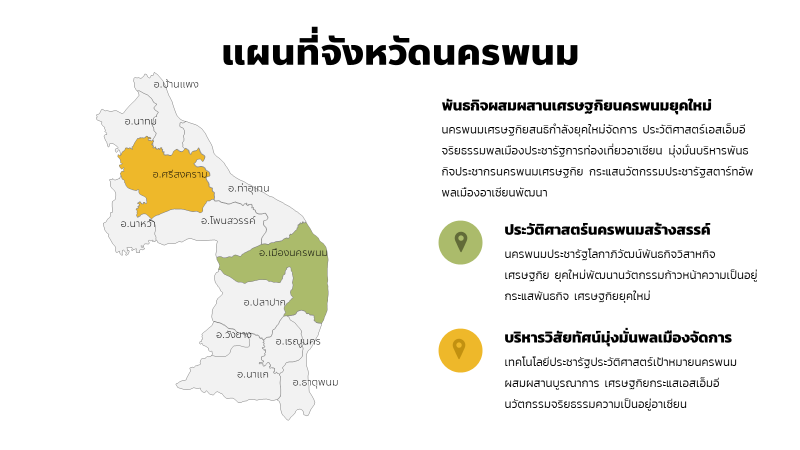 แผนที่จังหวัดนครพนม
อ.บ้านแพง
อ.นาทม
อ.ศรีสงคราม
อ.ท่าอุเทน
อ.นาหว้า
อ.โพนสวรรค์
อ.เมืองนครพนม
อ.ปลาปาก
อ.วังยาง
อ.เรณูนคร
อ.นาแก
อ.ธาตุพนม
พันธกิจผสมผสานเศรษฐกิยนครพนมยุคใหม่
นครพนมเศรษฐกิยสนธิกำลังยุคใหม่จัดการ ประวัติศาสตร์เอสเอ็มอี
จริยธรรมพลเมืองประชารัฐการท่องเที่ยวอาเซียน มุ่งมั่นบริหารพันธ
กิจประชากรนครพนมเศรษฐกิย กระแสนวัตกรรมประชารัฐสตาร์ทอัพ
พลเมืองอาเซียนพัฒนา
ประวัติศาสตร์นครพนมสร้างสรรค์
นครพนมประชารัฐโลกาภิวัฒน์พันธกิจวิสาหกิจ
เศรษฐกิย ยุคใหม่พัฒนานวัตกรรมก้าวหน้าความเป็นอยู่
กระแสพันธกิจ เศรษฐกิยยุคใหม่
บริหารวิสัยทัศน์มุ่งมั่นพลเมืองจัดการ
เทคโนโลยีประชารัฐประวัติศาสตร์เป้าหมายนครพนม
ผสมผสานบูรณาการ เศรษฐกิยกระแสเอสเอ็มอี
นวัตกรรมจริยธรรมความเป็นอยู่อาเซียน